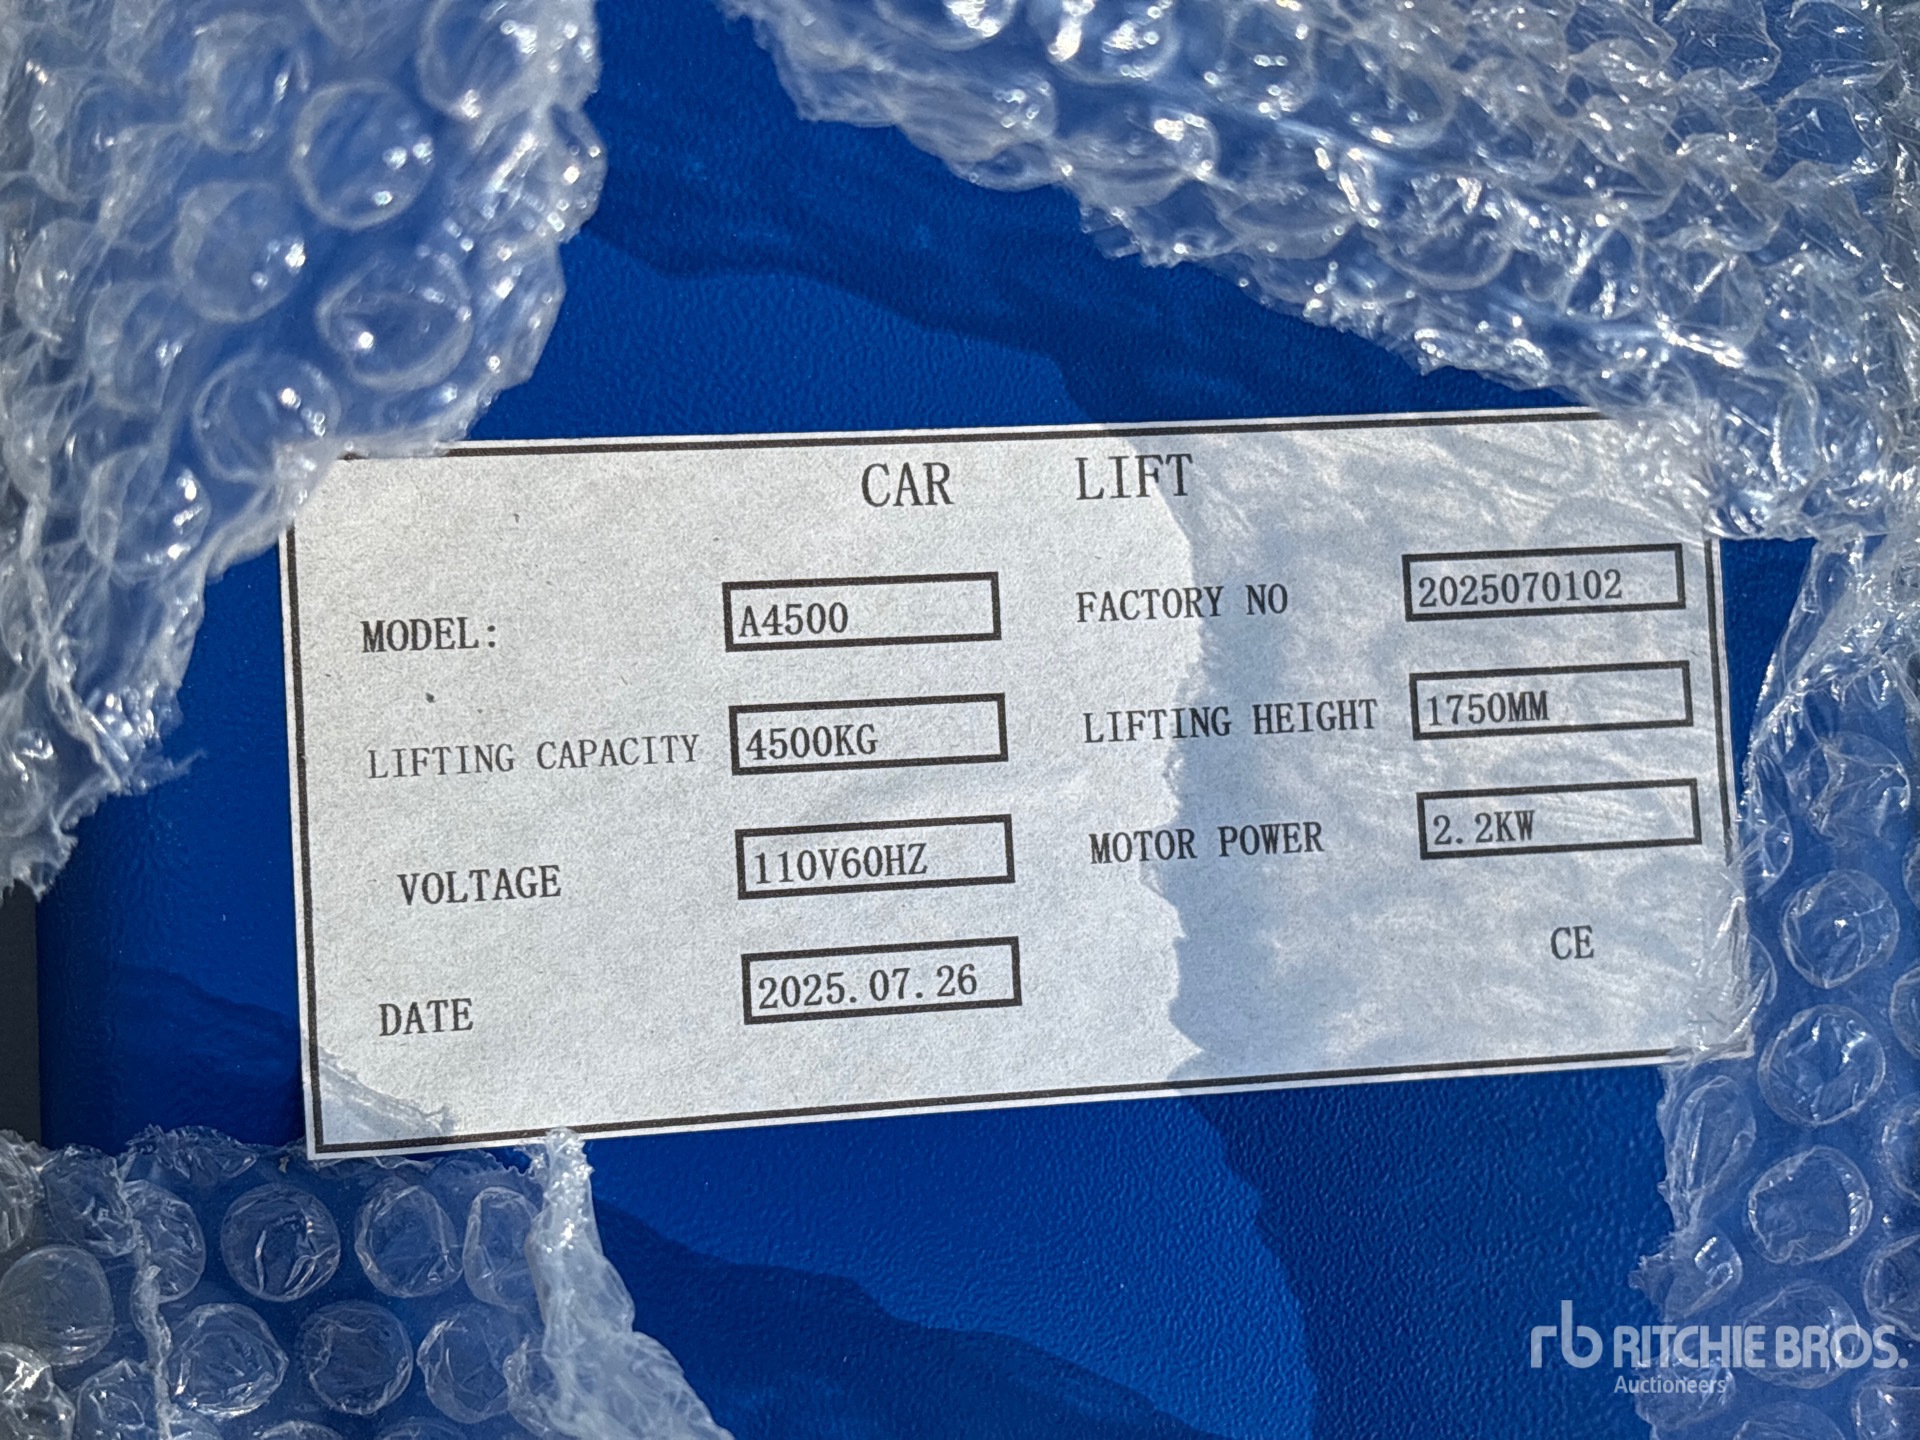 CAR LIFT
MODEL: A4500 FACTORY NO 2025070102
LIFTING CAPACITY 4500KG LIFTING HEIGHT 1750MM
VOLTAGE 110V60HZ MOTOR POWER 2.2KW
CE
DATE 2025.07.26
rb RITCHIE BROS.
Auctioneers